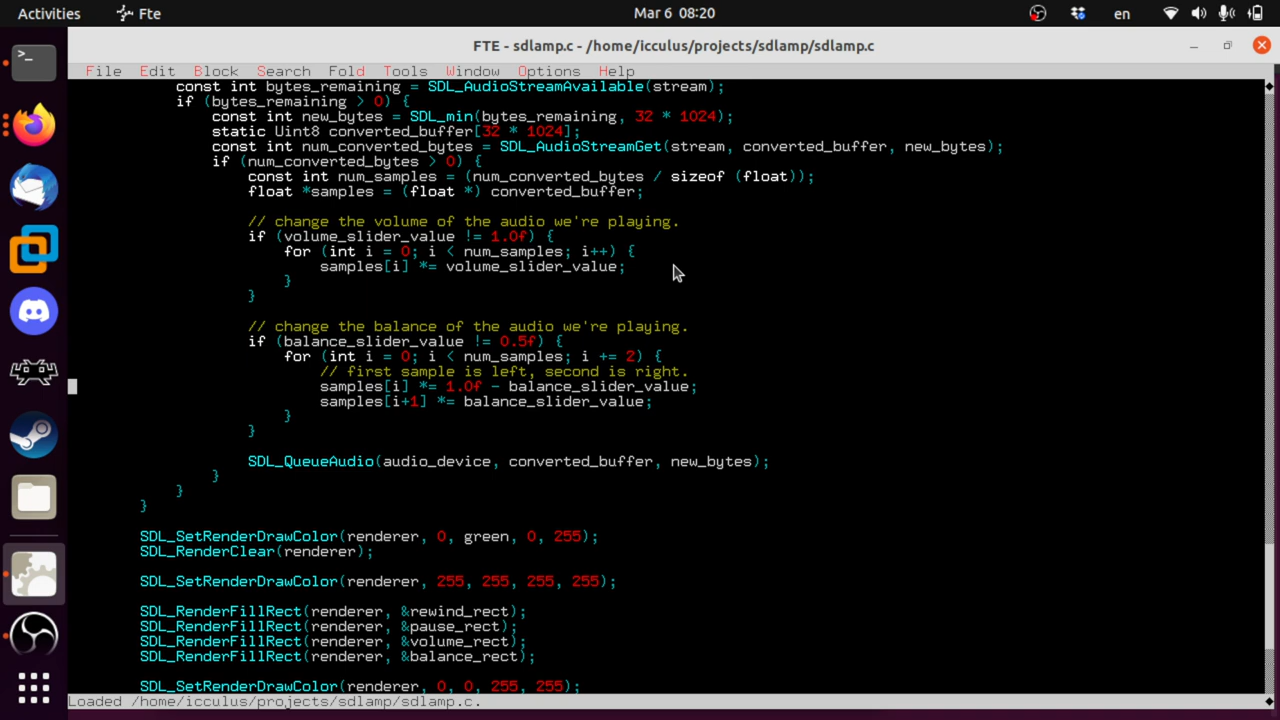 Activities Fte Mar 6 08:20 en
FTE - sdlamp.c - /home/icculus/projects/sdlamp/sdlamp.c
File Edit Block Search Fold Tools Window Options Help
const int bytes_remaining = SDL_AudioStreamAvailable(stream);
if (bytes_remaining > 0) {
const int new_bytes = SDL_min(bytes_remaining, 32 * 1024);
static Uint8 converted_buffer[32 * 1024];
const int num_converted_bytes = SDL_AudioStreamGet(stream, converted_buffer, new_bytes);
if (num_converted_bytes > 0) {
const int num_samples = (num_converted_bytes / sizeof (float));
float *samples = (float *) converted_buffer;
// change the volume of the audio we're playing.
if (volume_slider_value != 1.0f) {
for (int i = 0; i < num_samples; i++) {
samples[i] *= volume_slider_value;
}
}
// change the balance of the audio we're playing.
if (balance_slider_value != 0.5f) {
for (int i = 0; i < num_samples; i += 2) {
// first sample is left, second is right.
samples[i] *= 1.0f - balance_slider_value;
samples[i+1] *= balance_slider_value;
}
}
SDL_QueueAudio(audio_device, converted_buffer, new_bytes);
}
}
}
SDL_SetRenderDrawColor(renderer, 0, green, 0, 255);
SDL_RenderClear(renderer);
SDL_SetRenderDrawColor(renderer, 255, 255, 255, 255);
SDL_RenderFillRect(renderer, &rewind_rect);
SDL_RenderFillRect(renderer, &pause_rect);
SDL_RenderFillRect(renderer, &volume_rect);
SDL_RenderFillRect(renderer, &balance_rect);
SDL_SetRenderDrawColor(renderer, 0, 0, 255, 255);
Loaded /home/icculus/projects/sdlamp/sdlamp.c.